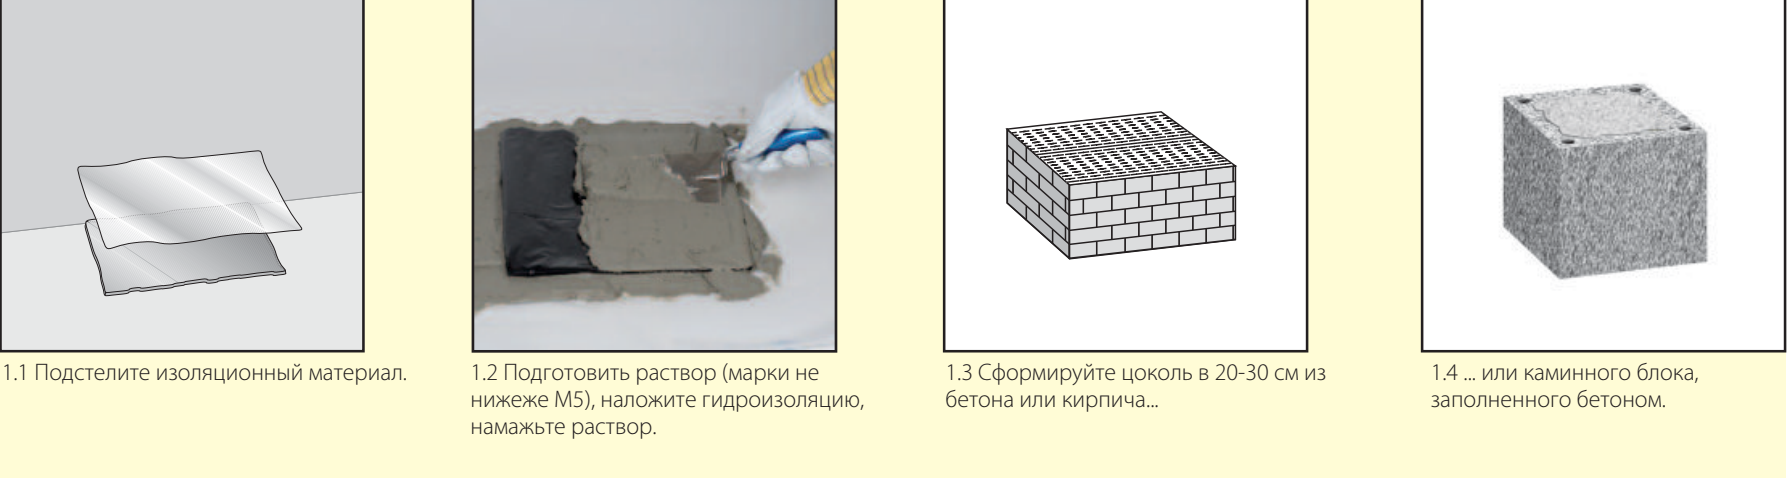 1.1 Подстелите изоляционный материал.
1.2 Подготовить раствор (марки не
нижеже М5), наложите гидроизоляцию,
намажьте раствор.
1.3 Сформируйте цоколь в 20-30 см из
бетона или кирпича...
1.4 ... или каминного блока,
заполненного бетоном.